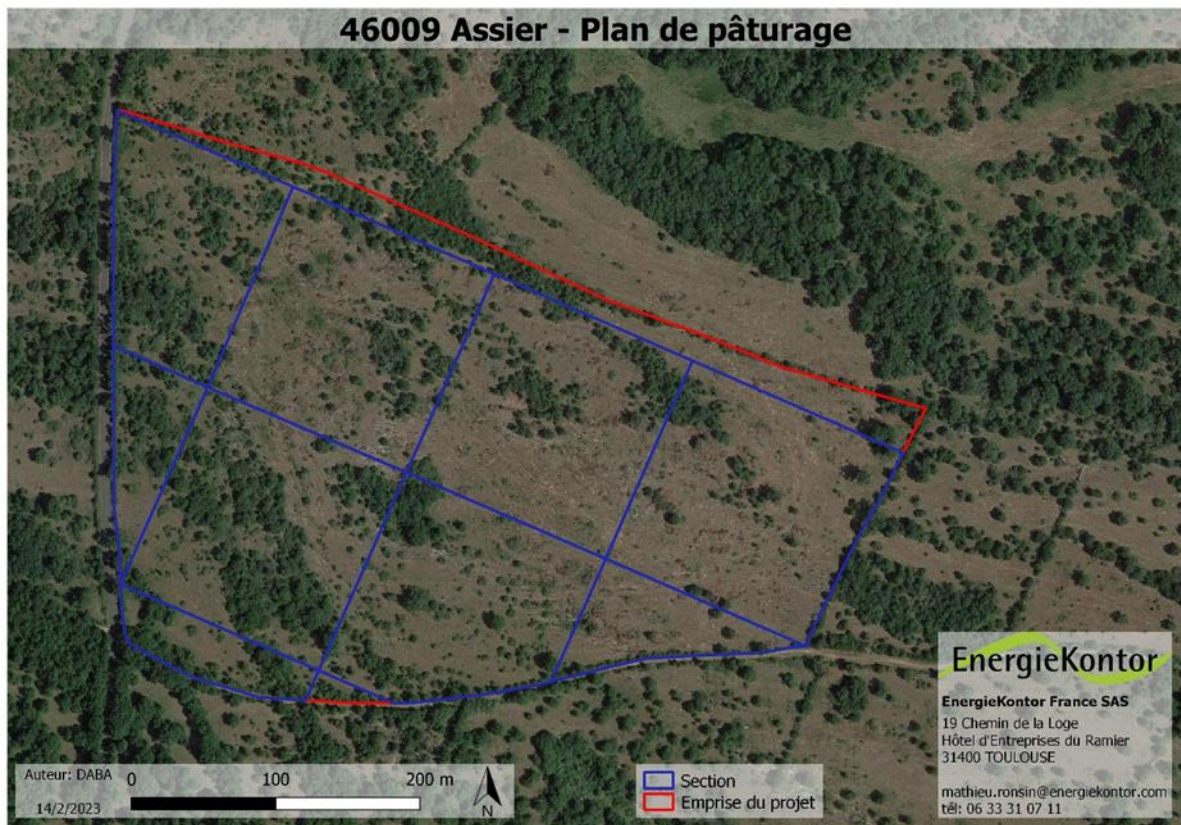 46009 Assier - Plan de pâturage
EnergieKontor
EnergieKontor France SAS
19 Chemin de la Loge
Hôtel d'Entreprises du Ramier
31400 TOULOUSE
mathieu.ronsin@energiekontor.com
tél: 06 33 31 07 11
Auteur: DABA
0 100 200 m
14/2/2023
N
Section
Emprise du projet